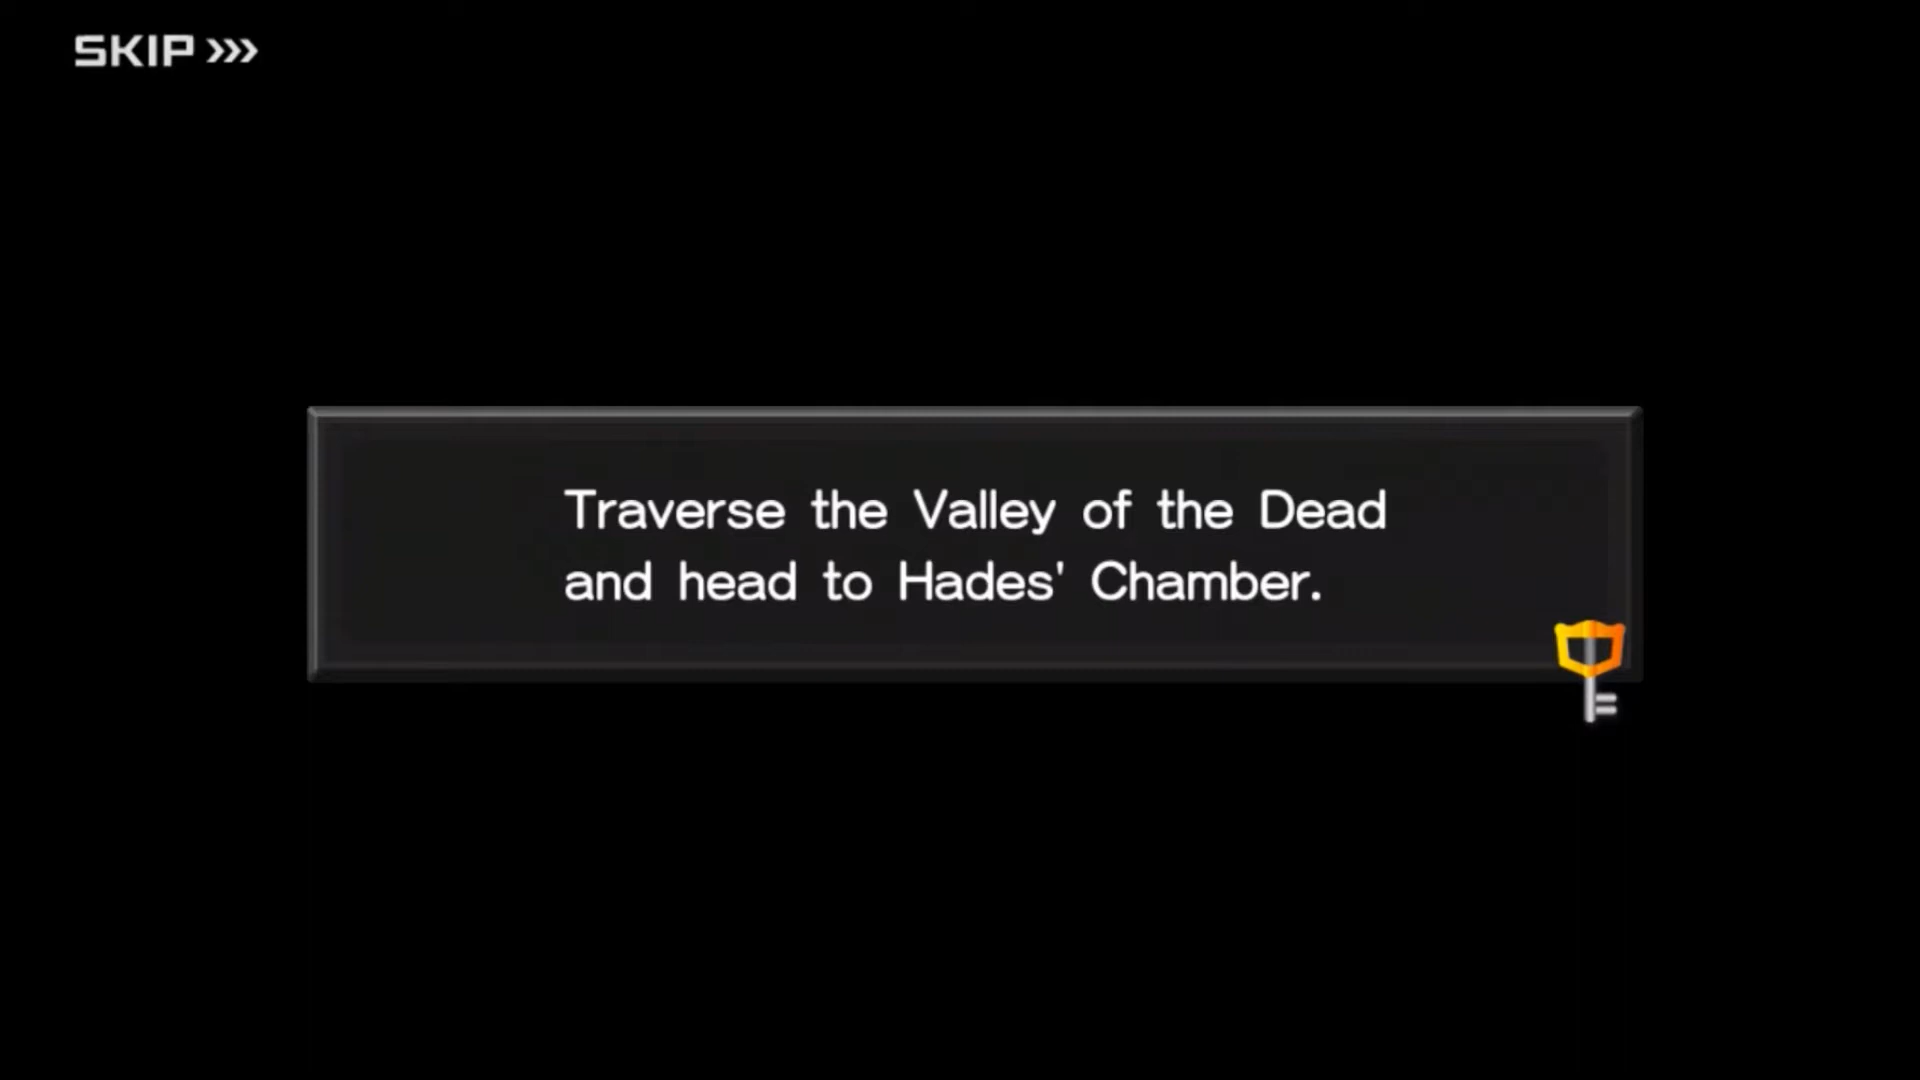 SKIP >>>
Traverse the Valley of the Dead
and head to Hades' Chamber.